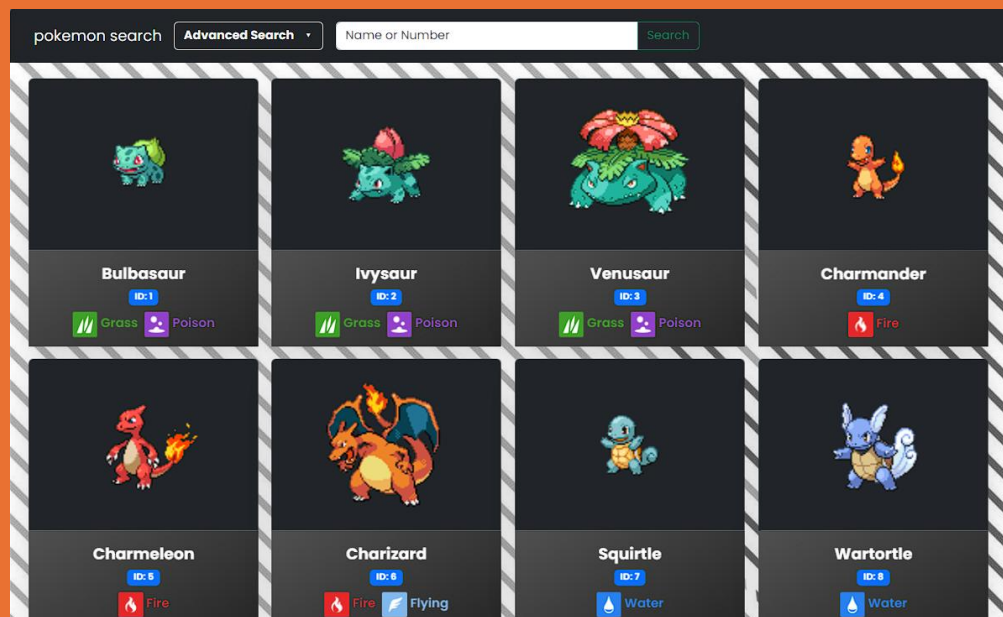 pokemon search Advanced Search Name or Number Search
Bulbasaur Ivysaur Venusaur Charmander
ID: 1 ID: 2 ID: 3 ID: 4
Grass Poison Grass Poison Grass Poison Fire
Charmeleon Charizard Squirtle Wartortle
ID: 5 ID: 6 ID: 7 ID: 8
Fire Fire Flying Water Water